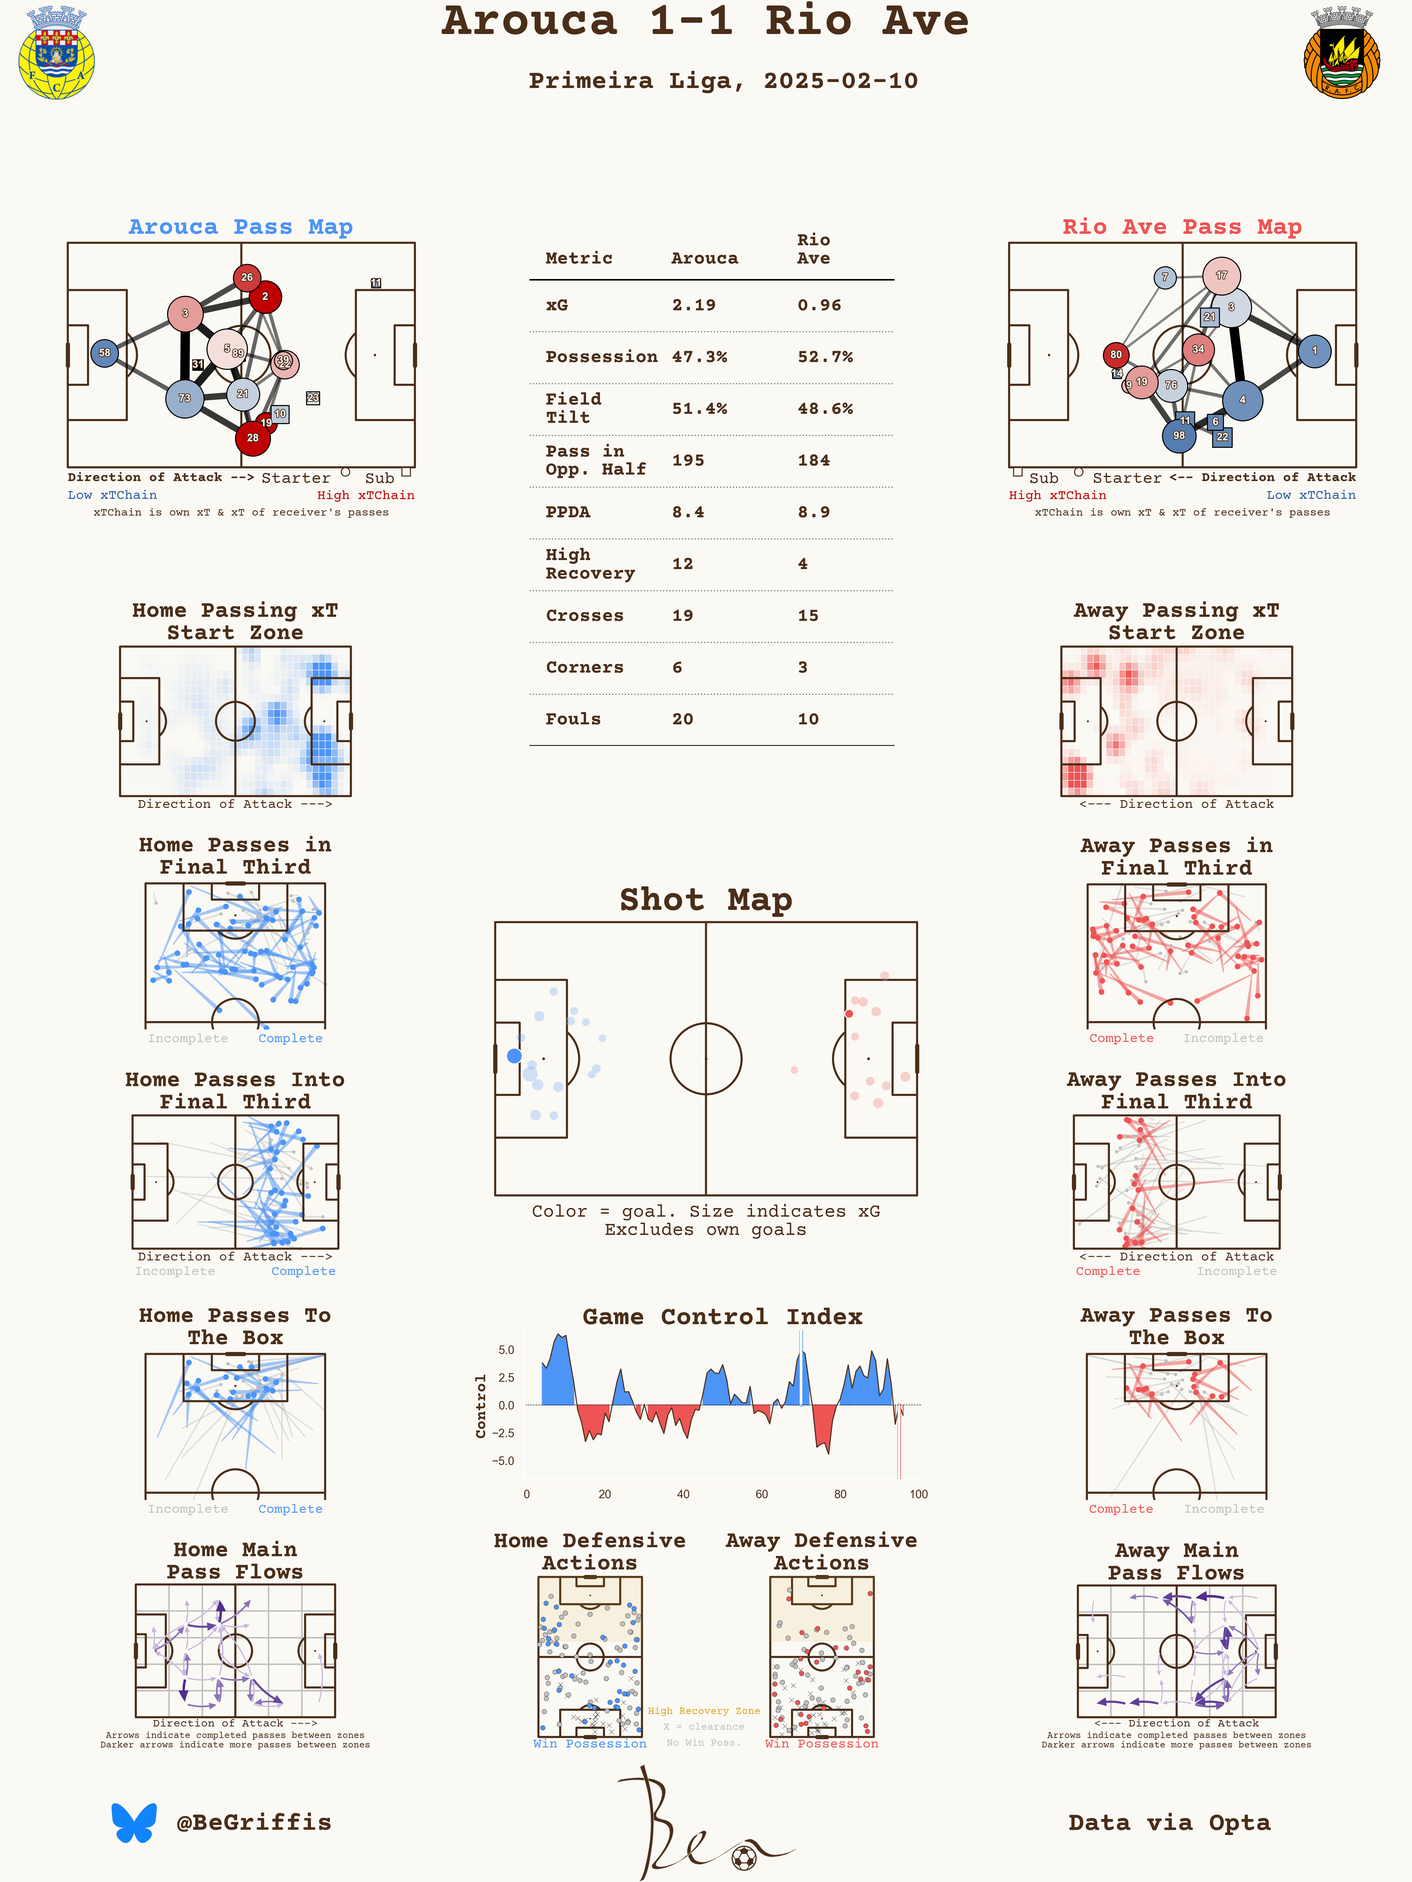 Arouca 1-1 Rio Ave
Primeira Liga, 2025-02-10
F A
C
R. A. F. C.
Arouca Pass Map
26
2
3
11
58
5
89
39
31
73
21
10
23
19
28
Direction of Attack --> Starter Sub
Low xTChain High xTChain
xTChain is own xT & xT of receiver's passes
Metric Arouca Rio Ave
xG 2.19 0.96
Possession 47.3% 52.7%
Field Tilt 51.4% 48.6%
Pass in Opp. Half 195 184
PPDA 8.4 8.9
High Recovery 12 4
Crosses 19 15
Corners 6 3
Fouls 20 10
Rio Ave Pass Map
7
17
3
21
80
34
1
14
9
19
76
4
11
6
98
22
Sub Starter <-- Direction of Attack
High xTChain Low xTChain
xTChain is own xT & xT of receiver's passes
Home Passing xT
Start Zone
Direction of Attack --->
Away Passing xT
Start Zone
<--- Direction of Attack
Home Passes in
Final Third
Incomplete Complete
Away Passes in
Final Third
Complete Incomplete
Shot Map
Color = goal. Size indicates xG
Excludes own goals
Home Passes Into
Final Third
Direction of Attack --->
Incomplete Complete
Away Passes Into
Final Third
<--- Direction of Attack
Complete Incomplete
Home Passes To
The Box
Incomplete Complete
Game Control Index
Control
5.0
2.5
0.0
−2.5
−5.0
0 20 40 60 80 100
Away Passes To
The Box
Complete Incomplete
Home Main
Pass Flows
Direction of Attack --->
Arrows indicate completed passes between zones
Darker arrows indicate more passes between zones
Home Defensive
Actions
Win Possession
Away Defensive
Actions
Win Possession
High Recovery Zone
X = clearance
No Win Poss.
Away Main
Pass Flows
<--- Direction of Attack
Arrows indicate completed passes between zones
Darker arrows indicate more passes between zones
@BeGriffis
Ben
Data via Opta